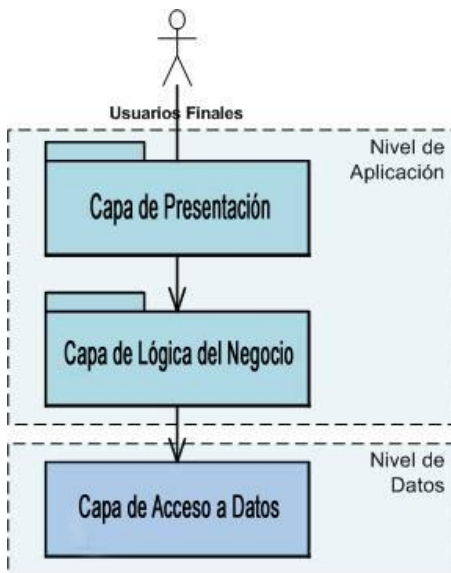 Usuarios Finales
Nivel de
Aplicación
Capa de Presentación
Capa de Lógica del Negocio
Nivel de
Datos
Capa de Acceso a Datos